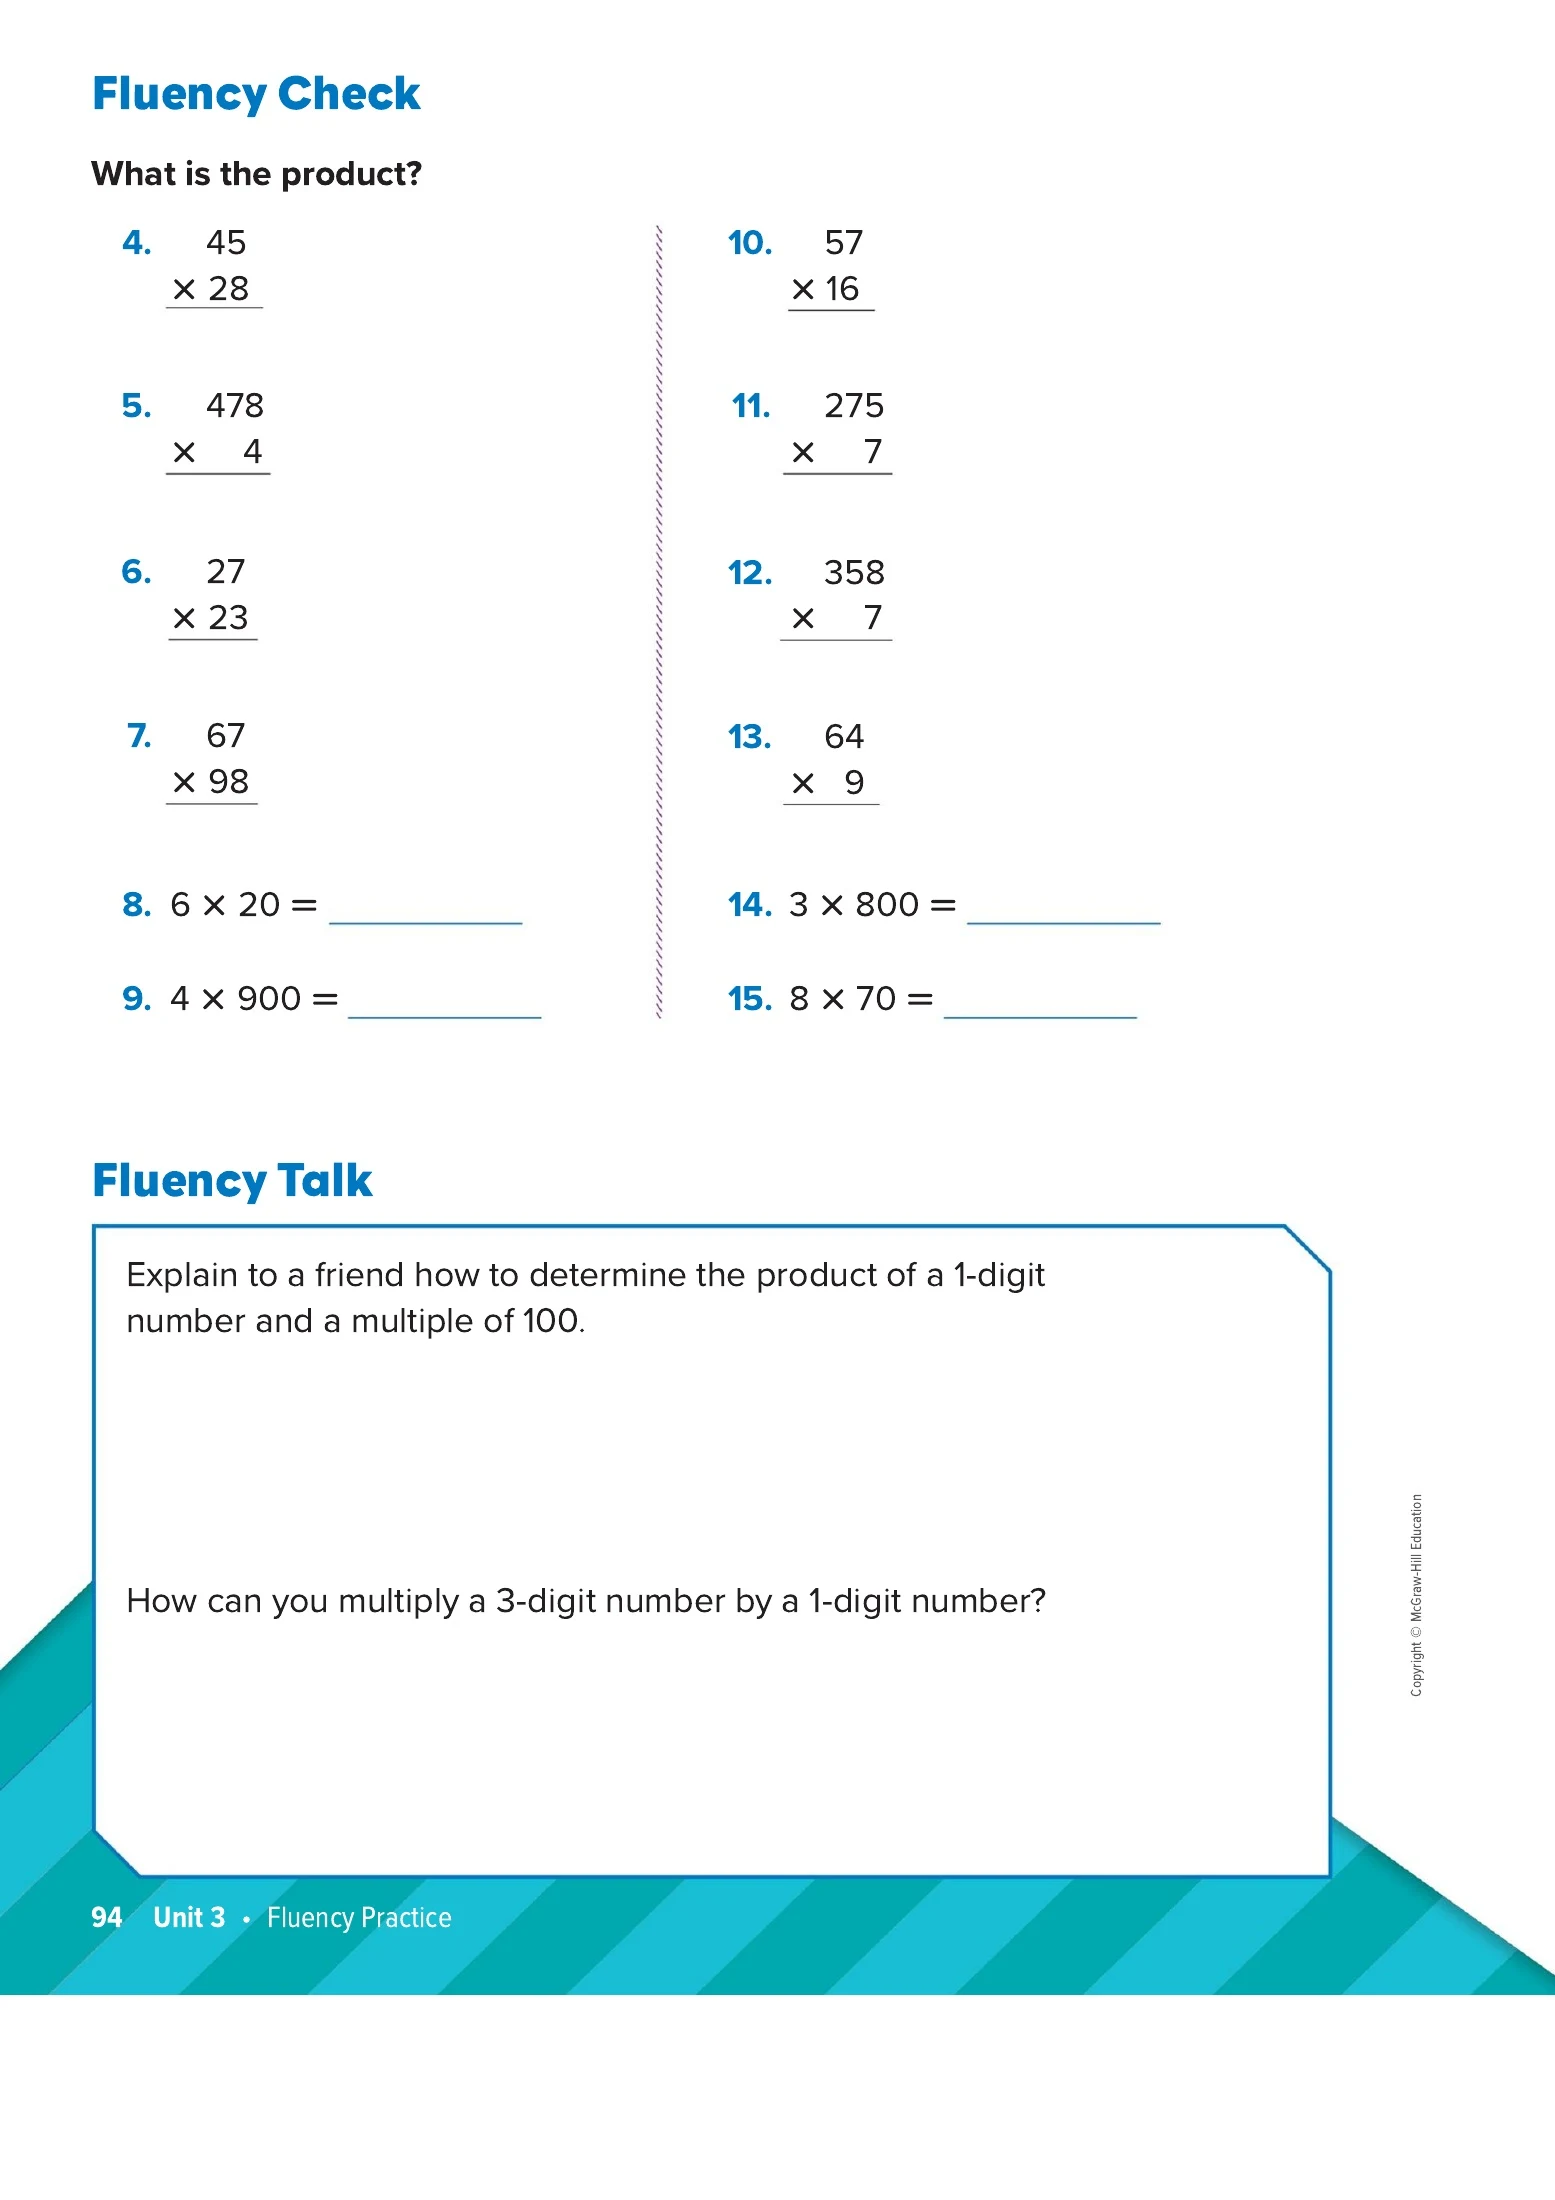 Fluency Check
What is the product?
4. 45
× 28
5. 478
× 4
6. 27
× 23
7. 67
× 98
8. 6 × 20 =
9. 4 × 900 =
10. 57
× 16
11. 275
× 7
12. 358
× 7
13. 64
× 9
14. 3 × 800 =
15. 8 × 70 =
Fluency Talk
Explain to a friend how to determine the product of a 1-digit
number and a multiple of 100.
How can you multiply a 3-digit number by a 1-digit number?
Copyright © McGraw-Hill Education
94 Unit 3 • Fluency Practice